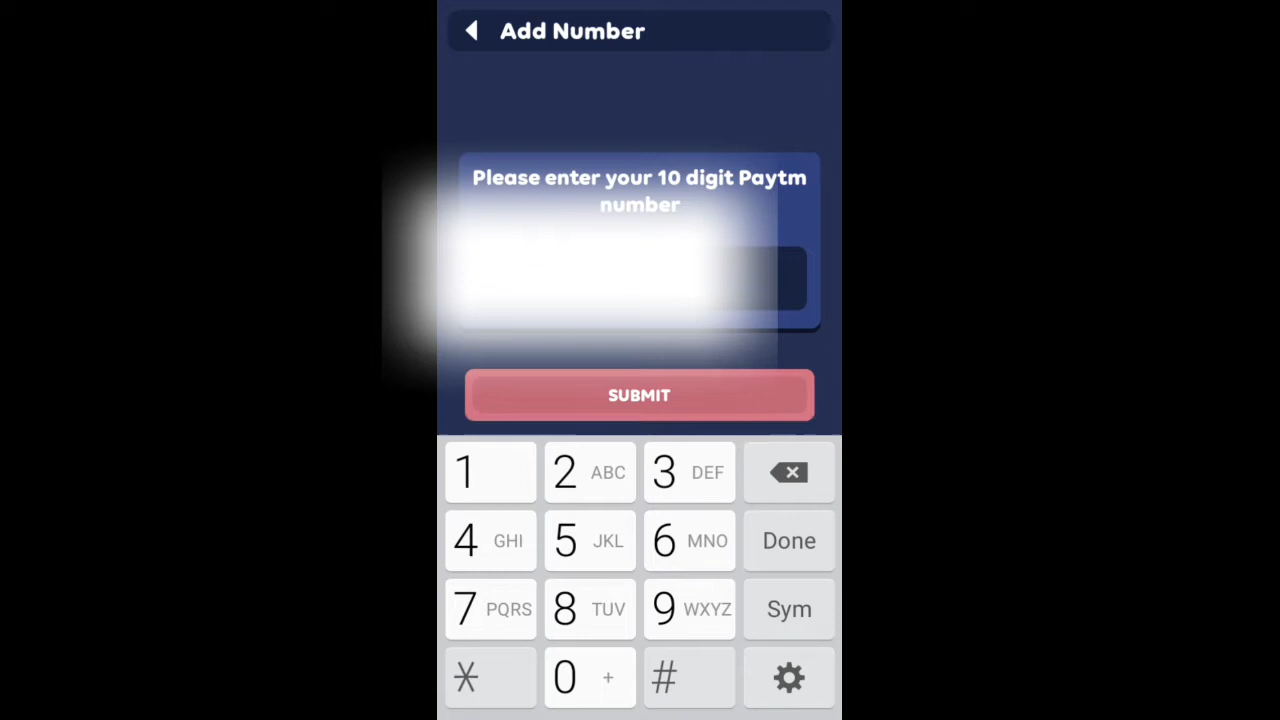 Add Number
Please enter your 10 digit Paytm
number
SUBMIT
1 2 ABC 3 DEF
4 GHI 5 JKL 6 MNO Done
7 PQRS 8 TUV 9 WXYZ Sym
* 0 + #